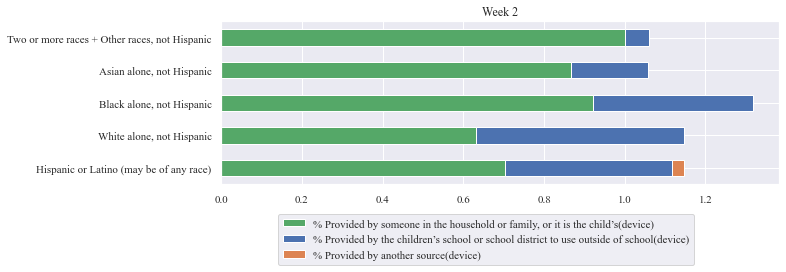 Week 2
Two or more races + Other races, not Hispanic
Asian alone, not Hispanic
Black alone, not Hispanic
White alone, not Hispanic
Hispanic or Latino (may be of any race)
0.0 0.2 0.4 0.6 0.8 1.0 1.2
% Provided by someone in the household or family, or it is the child’s(device)
% Provided by the children’s school or school district to use outside of school(device)
% Provided by another source(device)